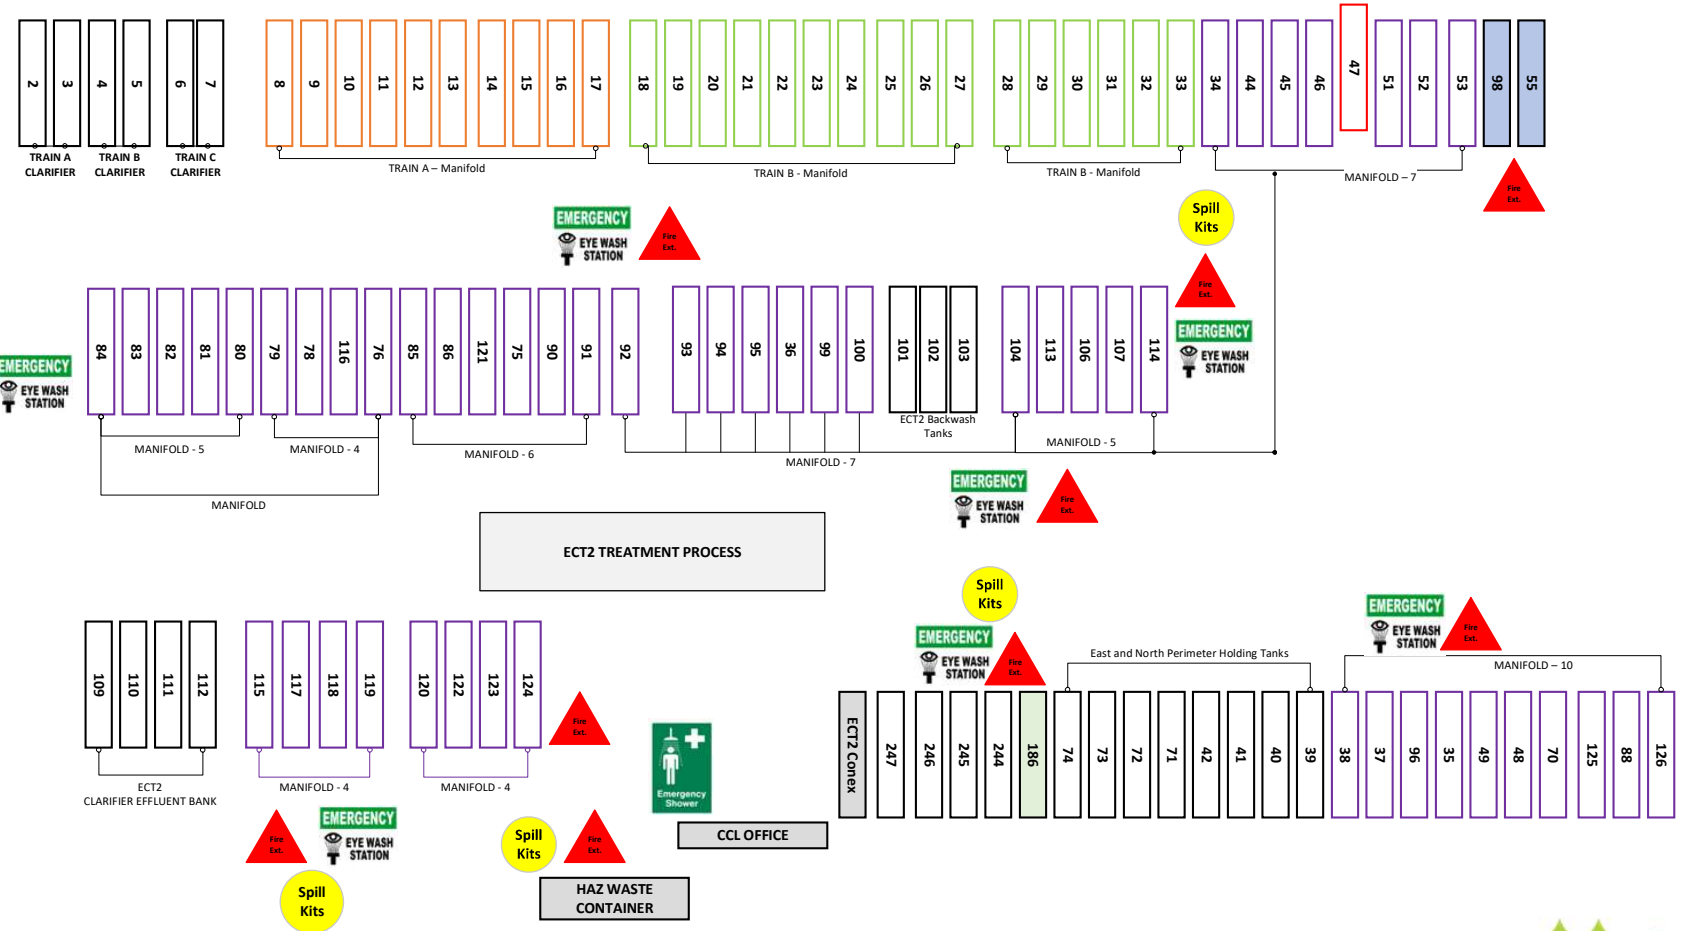 2
3
4
5
6
7
8
9
10
11
12
13
14
15
16
17
18
19
20
21
22
23
24
25
26
27
28
29
30
31
32
33
34
44
45
46
47
51
52
53
98
55
TRAIN A
CLARIFIER
TRAIN B
CLARIFIER
TRAIN C
CLARIFIER
TRAIN A – Manifold
TRAIN B - Manifold
TRAIN B - Manifold
MANIFOLD – 7
Fire
Ext.
Spill
Kits
EMERGENCY
EYE WASH
STATION
Fire
Ext.
Fire
Ext.
EMERGENCY
EYE WASH
STATION
EMERGENCY
EYE WASH
STATION
84
83
82
81
80
79
78
116
76
85
86
121
75
90
91
92
93
94
95
36
99
100
101
102
103
104
113
106
107
114
ECT2 Backwash
Tanks
MANIFOLD - 5
MANIFOLD - 4
MANIFOLD - 6
MANIFOLD - 7
MANIFOLD - 5
MANIFOLD
EMERGENCY
EYE WASH
STATION
Fire
Ext.
ECT2 TREATMENT PROCESS
Spill
Kits
EMERGENCY
EYE WASH
STATION
Fire
Ext.
EMERGENCY
EYE WASH
STATION
Fire
Ext.
East and North Perimeter Holding Tanks
MANIFOLD – 10
109
110
111
112
115
117
118
119
120
122
123
124
Fire
Ext.
ECT2
CLARIFIER EFFLUENT BANK
MANIFOLD - 4
MANIFOLD - 4
Emergency
Shower
ECT2 Conex
247
246
245
244
186
74
73
72
71
42
41
40
39
38
37
96
35
49
48
70
125
88
126
Fire
Ext.
EMERGENCY
EYE WASH
STATION
Spill
Kits
Spill
Kits
Fire
Ext.
CCL OFFICE
HAZ WASTE
CONTAINER